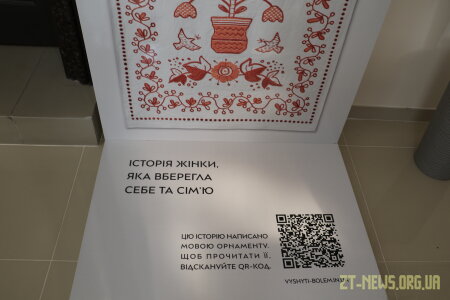 ІСТОРІЯ ЖІНКИ,
ЯКА ВБЕРЕГЛА
СЕБЕ ТА СІМ'Ю
ЦЮ ІСТОРІЮ НАПИСАНО
МОВОЮ ОРНАМЕНТУ.
ЩОБ ПРОЧИТАТИ ЇЇ,
ВІДСКАНУЙТЕ QR-КОД.
ZT-NEWS.ORG.UA